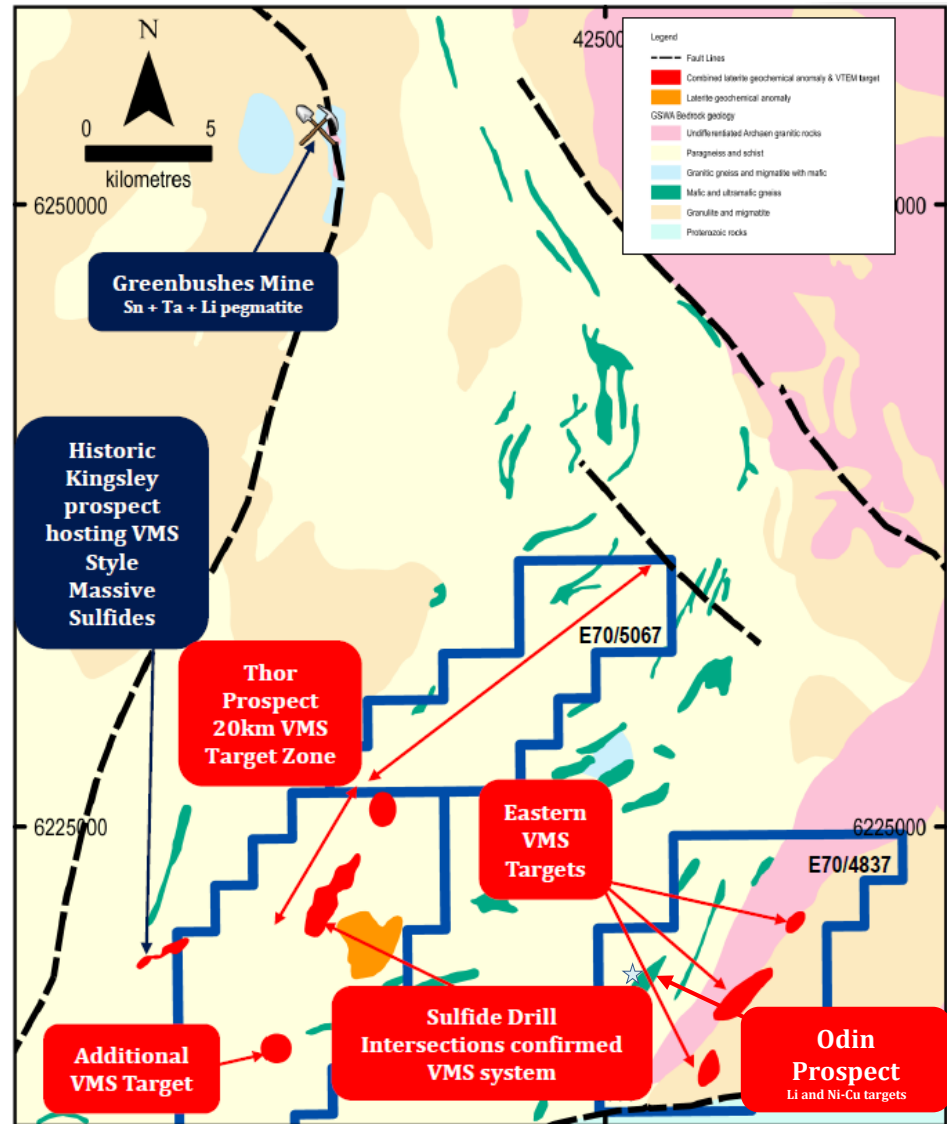 N
0 5
kilometres
42500
Legend
Fault Lines
Combined laterite geochemical anomaly & VTEM target
Laterite geochemical anomaly
GSWA Bedrock geology
Undifferentiated Archaen granitic rocks
Paragneiss and schist
Granitic gneiss and migmatite with mafic
Mafic and ultramafic gneiss
Granulite and migmatite
Proterozoic rocks
6250000
000
Greenbushes Mine
Sn + Ta + Li pegmatite
Historic
Kingsley
prospect
hosting VMS
Style
Massive
Sulfides
E70/5067
Thor
Prospect
20km VMS
Target Zone
6225000
6225000
Eastern
VMS
Targets
E70/4837
Additional
VMS Target
Sulfide Drill
Intersections confirmed
VMS system
Odin
Prospect
Li and Ni-Cu targets